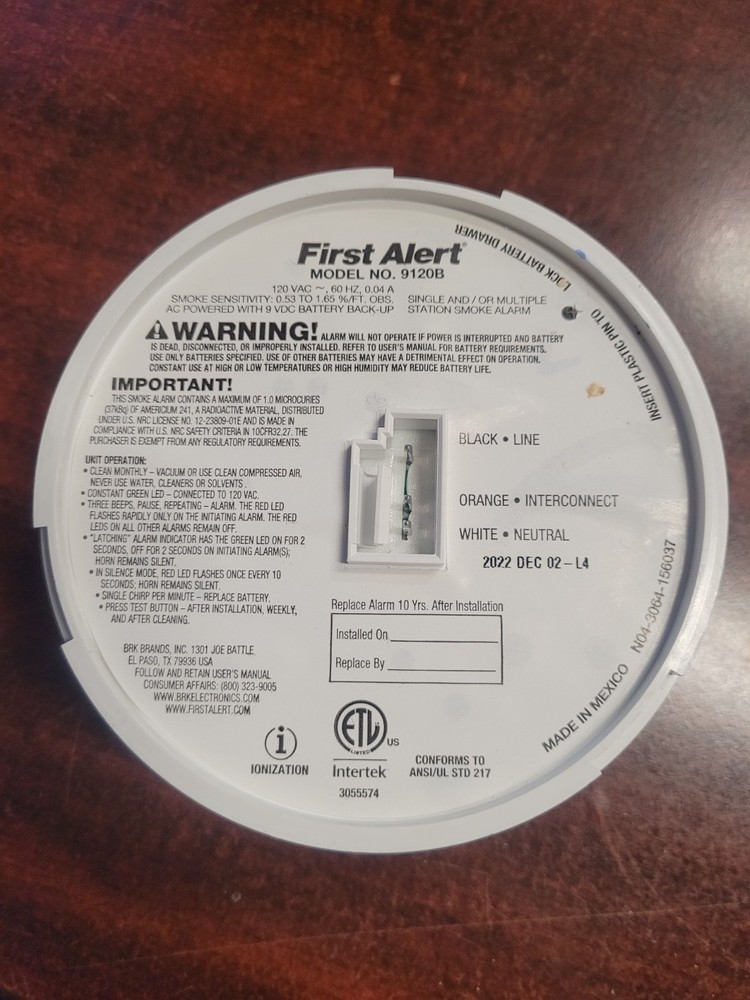 LOCK BATTERY DRAWER
First Alert®
MODEL NO. 9120B
120 VAC ~, 60 HZ, 0.04 A
SMOKE SENSITIVITY: 0.53 TO 1.65 %/FT. OBS.
AC POWERED WITH 9 VDC BATTERY BACK-UP
SINGLE AND / OR MULTIPLE
STATION SMOKE ALARM
INSERT PLASTIC PIN TO
WARNING! ALARM WILL NOT OPERATE IF POWER IS INTERRUPTED AND BATTERY
IS DEAD, DISCONNECTED, OR IMPROPERLY INSTALLED. REFER TO USER'S MANUAL FOR BATTERY REQUIREMENTS.
USE ONLY BATTERIES SPECIFIED. USE OF OTHER BATTERIES MAY HAVE A DETRIMENTAL EFFECT ON OPERATION.
CONSTANT USE AT HIGH OR LOW TEMPERATURES OR HIGH HUMIDITY MAY REDUCE BATTERY LIFE.
IMPORTANT!
THIS SMOKE ALARM CONTAINS A MAXIMUM OF 1.0 MICROCURIES
(37kBq) OF AMERICIUM 241, A RADIOACTIVE MATERIAL, DISTRIBUTED
UNDER U.S. NRC LICENSE NO. 12-23809-01E AND IS MADE IN
COMPLIANCE WITH U.S. NRC SAFETY CRITERIA IN 10CFR32.27. THE
PURCHASER IS EXEMPT FROM ANY REGULATORY REQUIREMENTS.
UNIT OPERATION:
• CLEAN MONTHLY – VACUUM OR USE CLEAN COMPRESSED AIR,
NEVER USE WATER, CLEANERS OR SOLVENTS.
• CONSTANT GREEN LED – CONNECTED TO 120 VAC.
• THREE BEEPS, PAUSE, REPEATING – ALARM. THE RED LED
FLASHES RAPIDLY ONLY ON THE INITIATING ALARM. THE RED
LEDS ON ALL OTHER ALARMS REMAIN OFF.
• "LATCHING" ALARM INDICATOR HAS THE GREEN LED ON FOR 2
SECONDS, OFF FOR 2 SECONDS ON INITIATING ALARM(S);
HORN REMAINS SILENT.
• IN SILENCE MODE, RED LED FLASHES ONCE EVERY 10
SECONDS; HORN REMAINS SILENT.
• SINGLE CHIRP PER MINUTE – REPLACE BATTERY.
• PRESS TEST BUTTON – AFTER INSTALLATION, WEEKLY,
AND AFTER CLEANING.
BLACK • LINE
ORANGE • INTERCONNECT
WHITE • NEUTRAL
2022 DEC 02-L4
Replace Alarm 10 Yrs. After Installation
Installed On
Replace By
BRK BRANDS, INC. 1301 JOE BATTLE,
EL PASO, TX 79936 USA
FOLLOW AND RETAIN USER'S MANUAL
CONSUMER AFFAIRS: (800) 323-9005
WWW.BRKELECTRONICS.COM
WWW.FIRSTALERT.COM
i
IONIZATION
ETL
LISTED
US
Intertek
3055574
CONFORMS TO
ANSI/UL STD 217
MADE IN MEXICO
N04-3064-156037